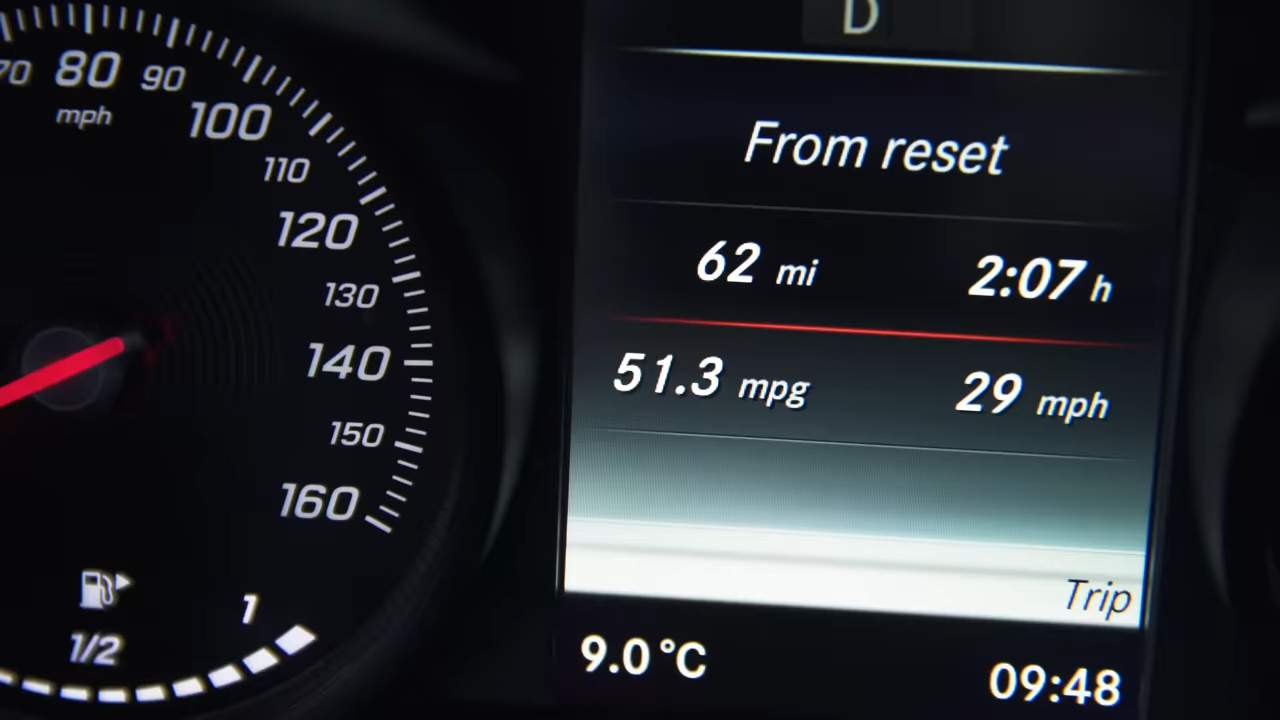 70 80 90
mph
100
110
120
130
140
150
160
1
1/2
D
From reset
62 mi 2:07 h
51.3 mpg 29 mph
Trip
9.0 °C 09:48